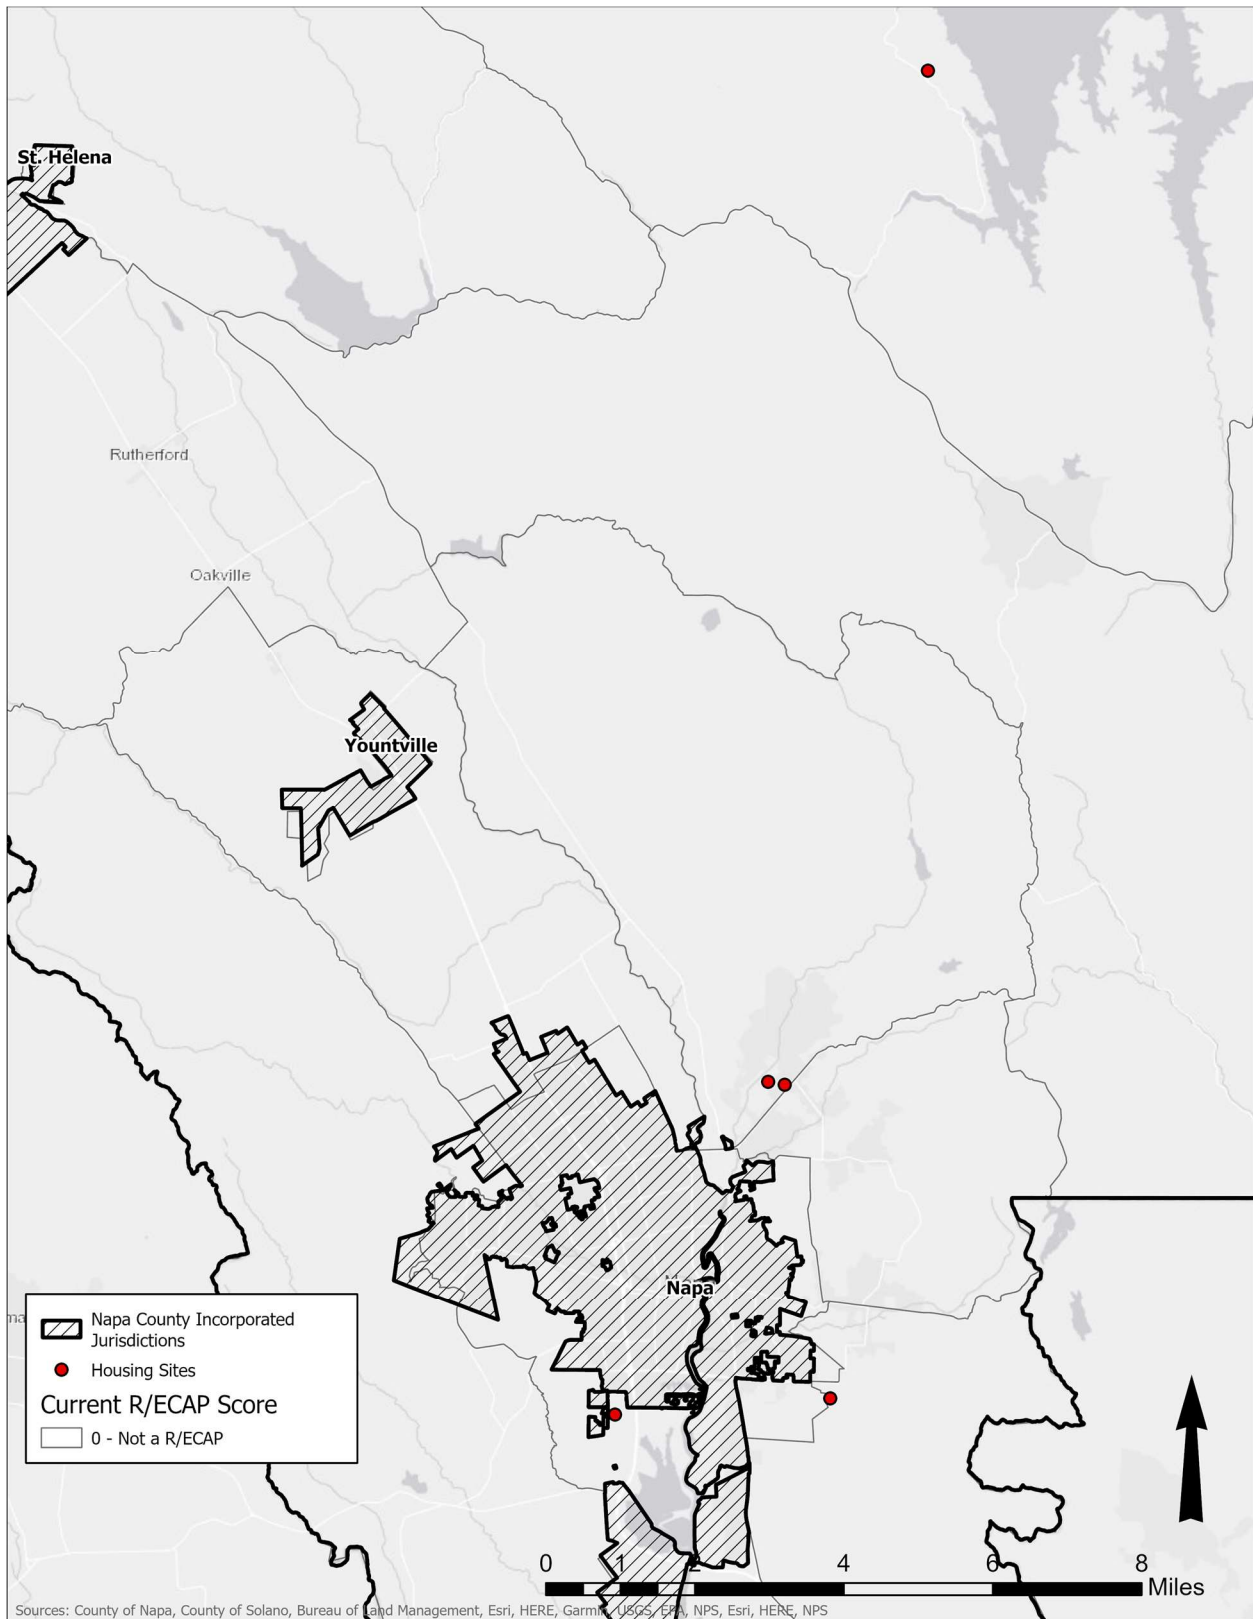 St. Helena
Rutherford
Oakville
Yountville
Napa
ma
Napa County Incorporated
Jurisdictions
Housing Sites
Current R/ECAP Score
0 - Not a R/ECAP
0 1 2 4 6 8
Miles
Sources: County of Napa, County of Solano, Bureau of Land Management, Esri, HERE, Garmin, USGS, EPA, NPS, Esri, HERE, NPS